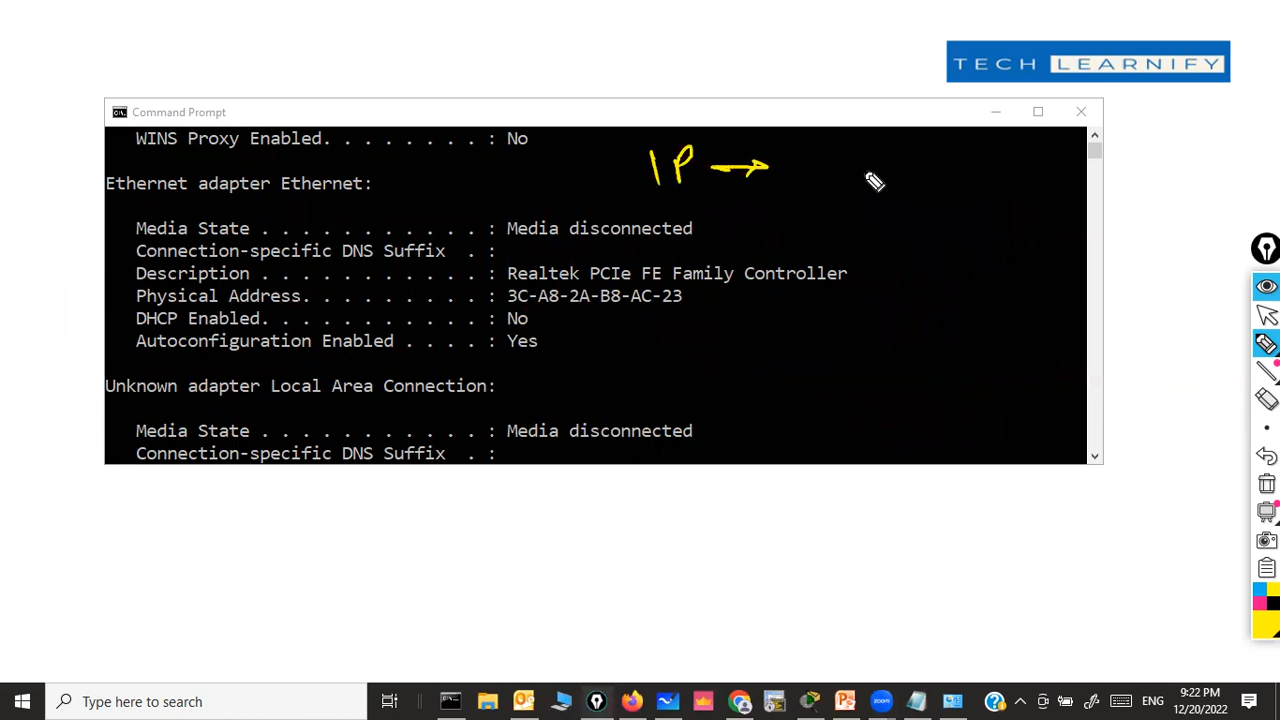 TECH LEARNIFY
Command Prompt
WINS Proxy Enabled. . . . . . . . : No
IP →
Ethernet adapter Ethernet:
Media State . . . . . . . . . . . : Media disconnected
Connection-specific DNS Suffix . :
Description . . . . . . . . . . . : Realtek PCIe FE Family Controller
Physical Address. . . . . . . . . : 3C-A8-2A-B8-AC-23
DHCP Enabled. . . . . . . . . . . : No
Autoconfiguration Enabled . . . . : Yes
Unknown adapter Local Area Connection:
Media State . . . . . . . . . . . : Media disconnected
Connection-specific DNS Suffix . :
Type here to search
ENG
9:22 PM
12/20/2022